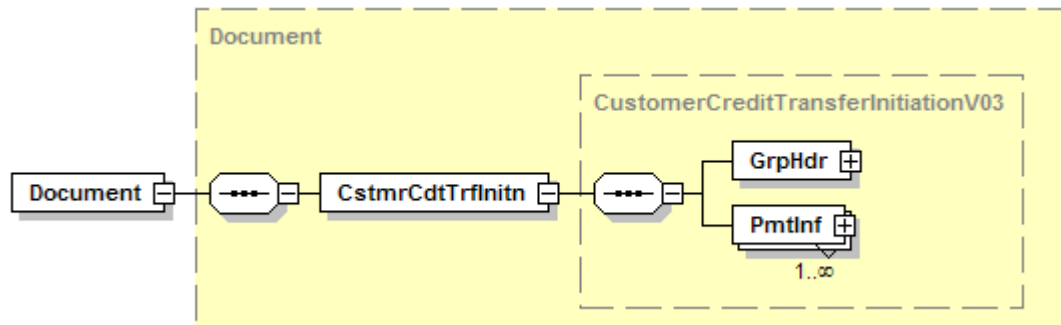 Document
CustomerCreditTransferInitiationV03
GrpHdr
Document
CstmrCdtTrfInitn
PmtInf
1..∞